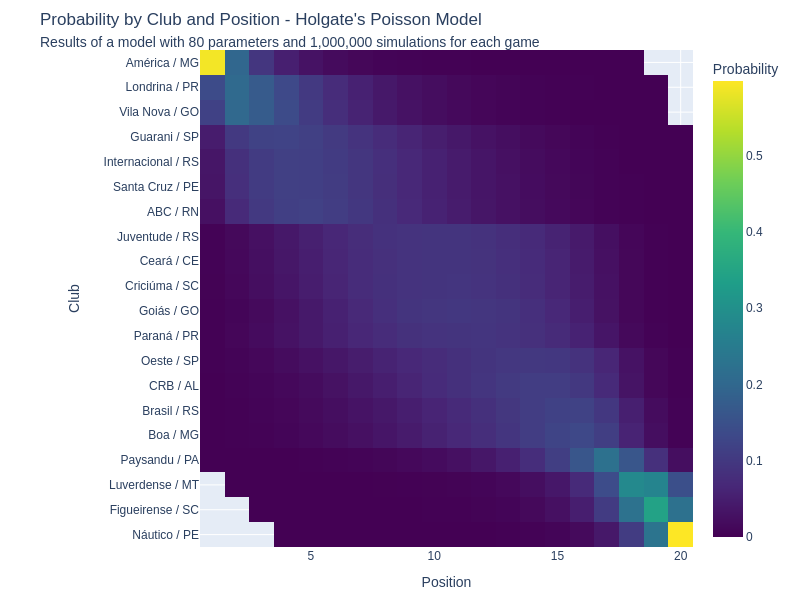 Probability by Club and Position - Holgate's Poisson Model
Results of a model with 80 parameters and 1,000,000 simulations for each game
Probability
América / MG
Londrina / PR
Vila Nova / GO
Guarani / SP
Internacional / RS
Santa Cruz / PE
ABC / RN
Juventude / RS
Ceará / CE
Criciúma / SC
Goiás / GO
Paraná / PR
Oeste / SP
CRB / AL
Brasil / RS
Boa / MG
Paysandu / PA
Luverdense / MT
Figueirense / SC
Náutico / PE
Club
5
10
15
20
Position
0.5
0.4
0.3
0.2
0.1
0